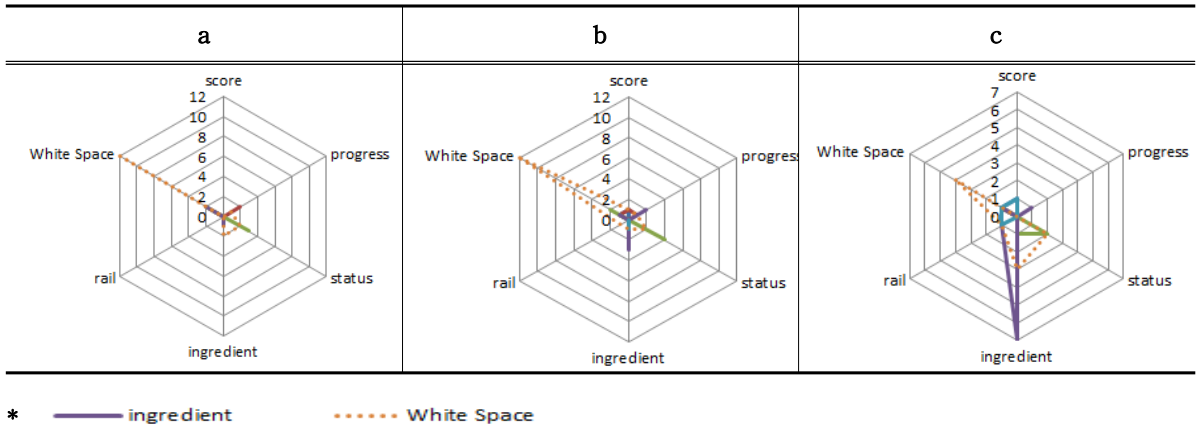 a b c
score score score
12 10 8 6 4 2 0
12 10 8 6 4 2 0
7 6 5 4 3 2 1 0
White Space progress White Space progress White Space progress
rail status rail status rail status
ingredient ingredient ingredient
* ingredient White Space